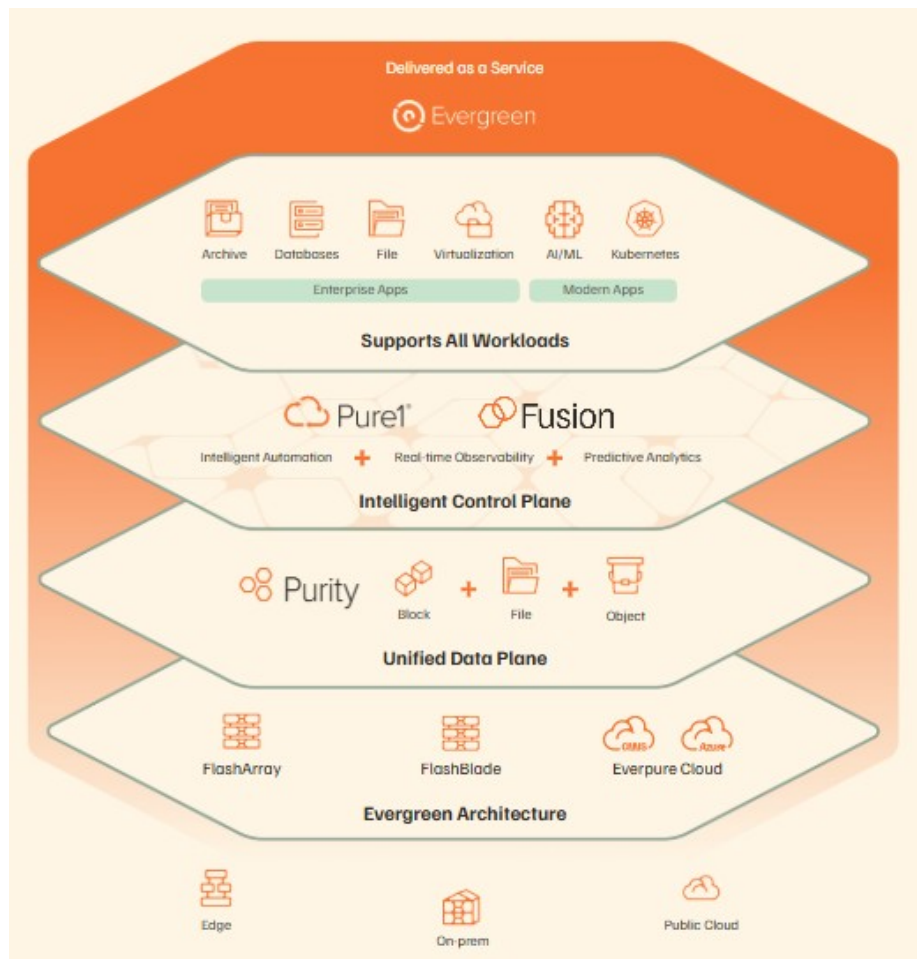 Delivered as a Service
Evergreen
Archive Databases File Virtualization AI/ML Kubernetes
Enterprise Apps Modern Apps
Supports All Workloads
Pure1® Fusion
Intelligent Automation + Real-time Observability + Predictive Analytics
Intelligent Control Plane
Purity
Block + File + Object
Unified Data Plane
aws Azure
FlashArray FlashBlade Everpure Cloud
Evergreen Architecture
Edge On-prem Public Cloud